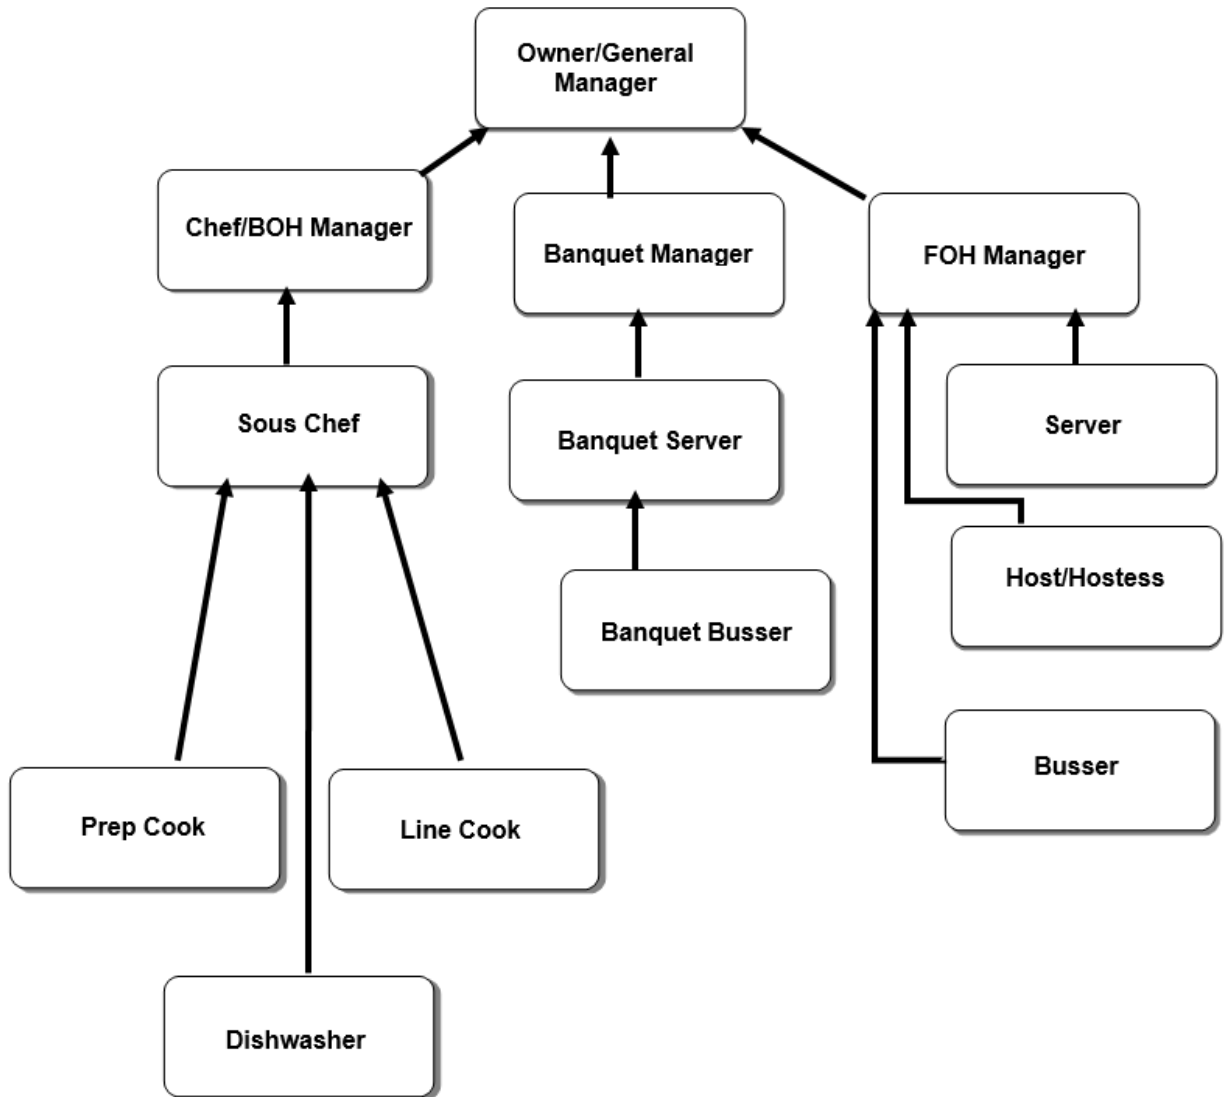 Owner/General
Manager
Chef/BOH Manager
Banquet Manager
FOH Manager
Sous Chef
Banquet Server
Server
Host/Hostess
Banquet Busser
Busser
Prep Cook
Line Cook
Dishwasher